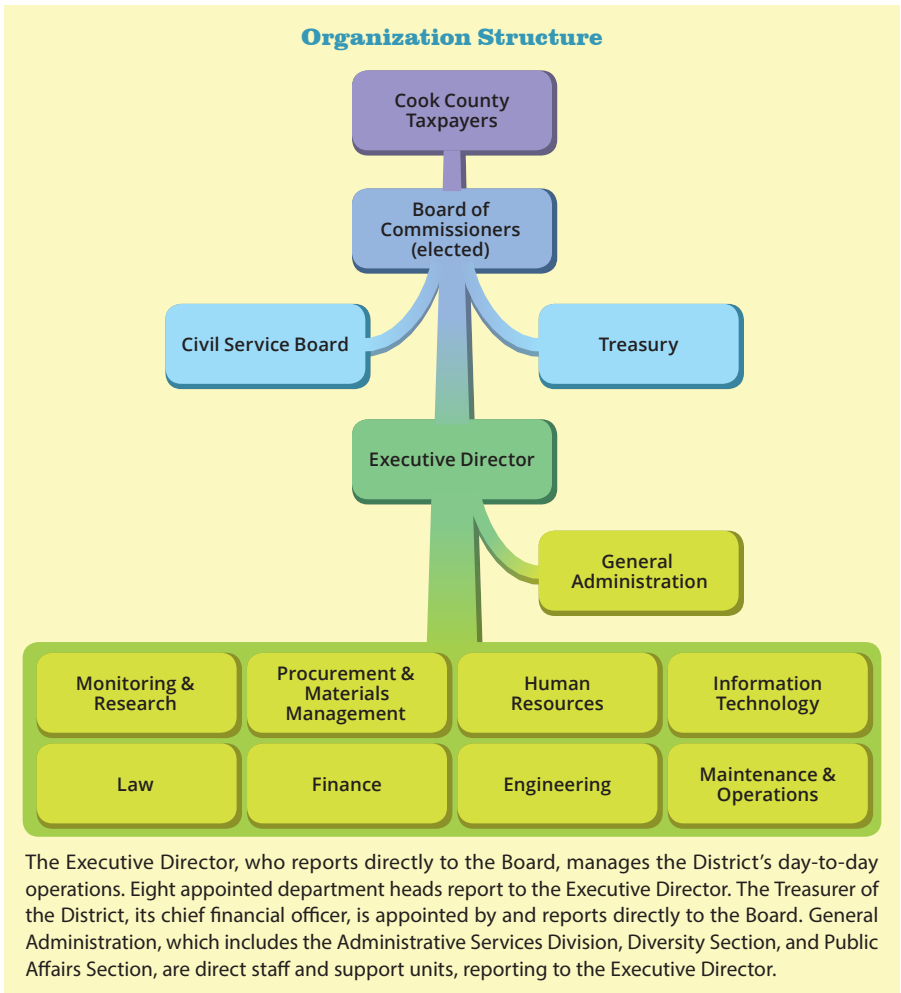 Organization Structure
Cook County
Taxpayers
Board of
Commissioners
(elected)
Civil Service Board
Treasury
Executive Director
General
Administration
Monitoring &
Research
Procurement &
Materials
Management
Human
Resources
Information
Technology
Law
Finance
Engineering
Maintenance &
Operations
The Executive Director, who reports directly to the Board, manages the District's day-to-day
operations. Eight appointed department heads report to the Executive Director. The Treasurer of
the District, its chief financial officer, is appointed by and reports directly to the Board. General
Administration, which includes the Administrative Services Division, Diversity Section, and Public
Affairs Section, are direct staff and support units, reporting to the Executive Director.